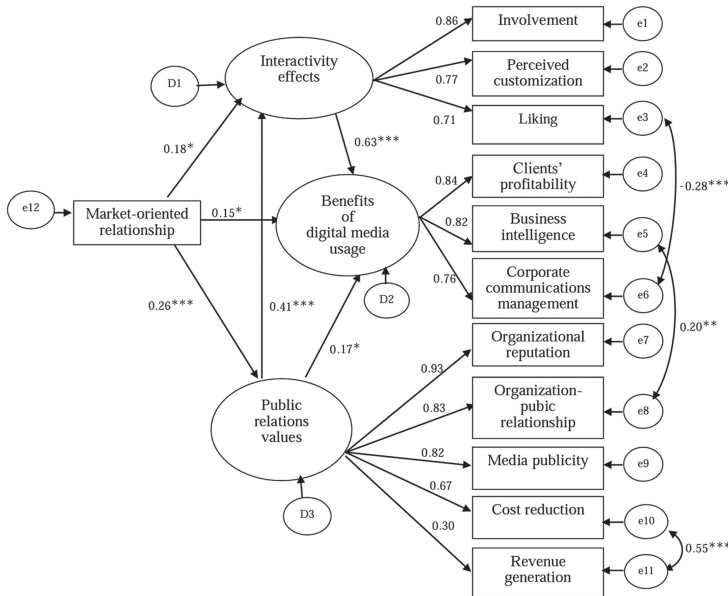 0.86
Involvement
e1
Interactivity
effects
D1
0.77
Perceived
customization
e2
0.71
Liking
e3
0.18*
0.63***
0.84
Clients'
profitability
e4
-0.28***
e12
Market-oriented
relationship
0.15*
Benefits
of
digital media
usage
0.82
Business
intelligence
e5
0.76
Corporate
communications
management
e6
D2
0.26***
0.41***
0.17*
0.20**
0.93
Organizational
reputation
e7
Public
relations
values
0.83
Organization-
pubic
relationship
e8
0.82
Media publicity
e9
D3
0.67
Cost reduction
e10
0.30
0.55***
Revenue
generation
e11